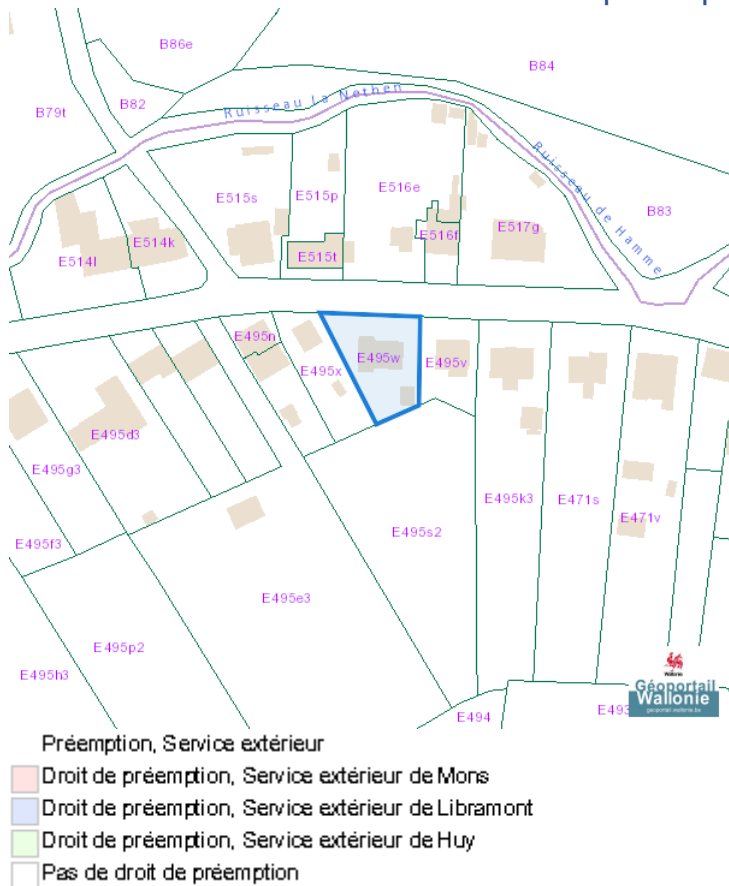 B86e
B84
B79t
B82
Ruisseau La Nethen
Ruisseau de Hamme
B83
E515s
E515p
E516e
E516f
E517g
E514l
E514k
E515t
E495n
E495x
E495w
E495v
E495d3
E495g3
E495k3
E471s
E471v
E495f3
E495s2
E495e3
E495p2
E495h3
E494
E493
Wallonie
Géoportail
Wallonie
geoportail.wallonie.be
Préemption, Service extérieur
Droit de préemption, Service extérieur de Mons
Droit de préemption, Service extérieur de Libramont
Droit de préemption, Service extérieur de Huy
Pas de droit de préemption